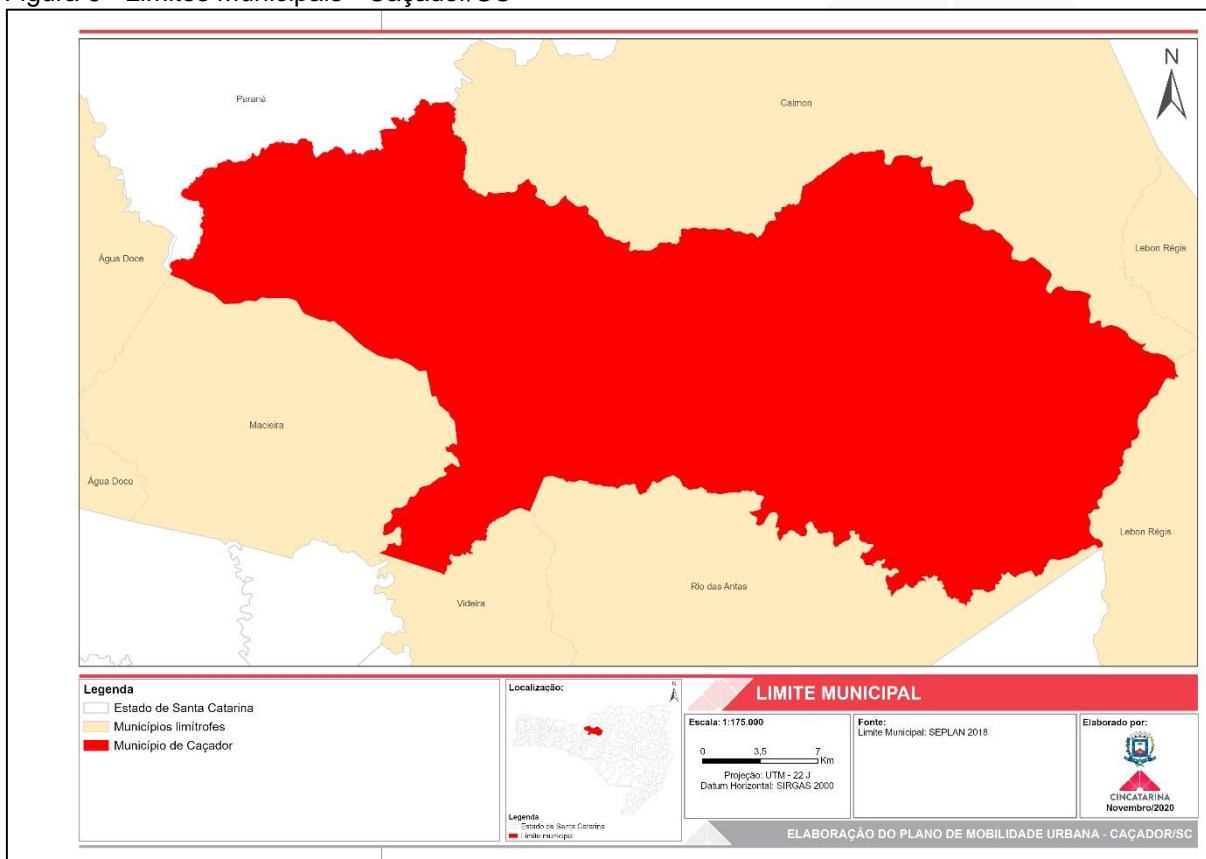 Figura 3 - Limites Municipais - Caçador/SC
N
Paraná
Calmon
Água Doce
Lebon Régis
Macieira
Água Doce
Lebon Régis
Rio das Antas
Videira
Legenda
Estado de Santa Catarina
Municípios limítrofes
Município de Caçador
Localização:
N
Legenda
Estado de Santa Catarina
Limite municipal
LIMITE MUNICIPAL
Escala: 1:175.000
0 3,5 7
Km
Projeção: UTM - 22 J
Datum Horizontal: SIRGAS 2000
Fonte:
Limite Municipal: SEPLAN 2018
Elaborado por:
CINCATARINA
Novembro/2020
ELABORAÇÃO DO PLANO DE MOBILIDADE URBANA - CAÇADOR/SC